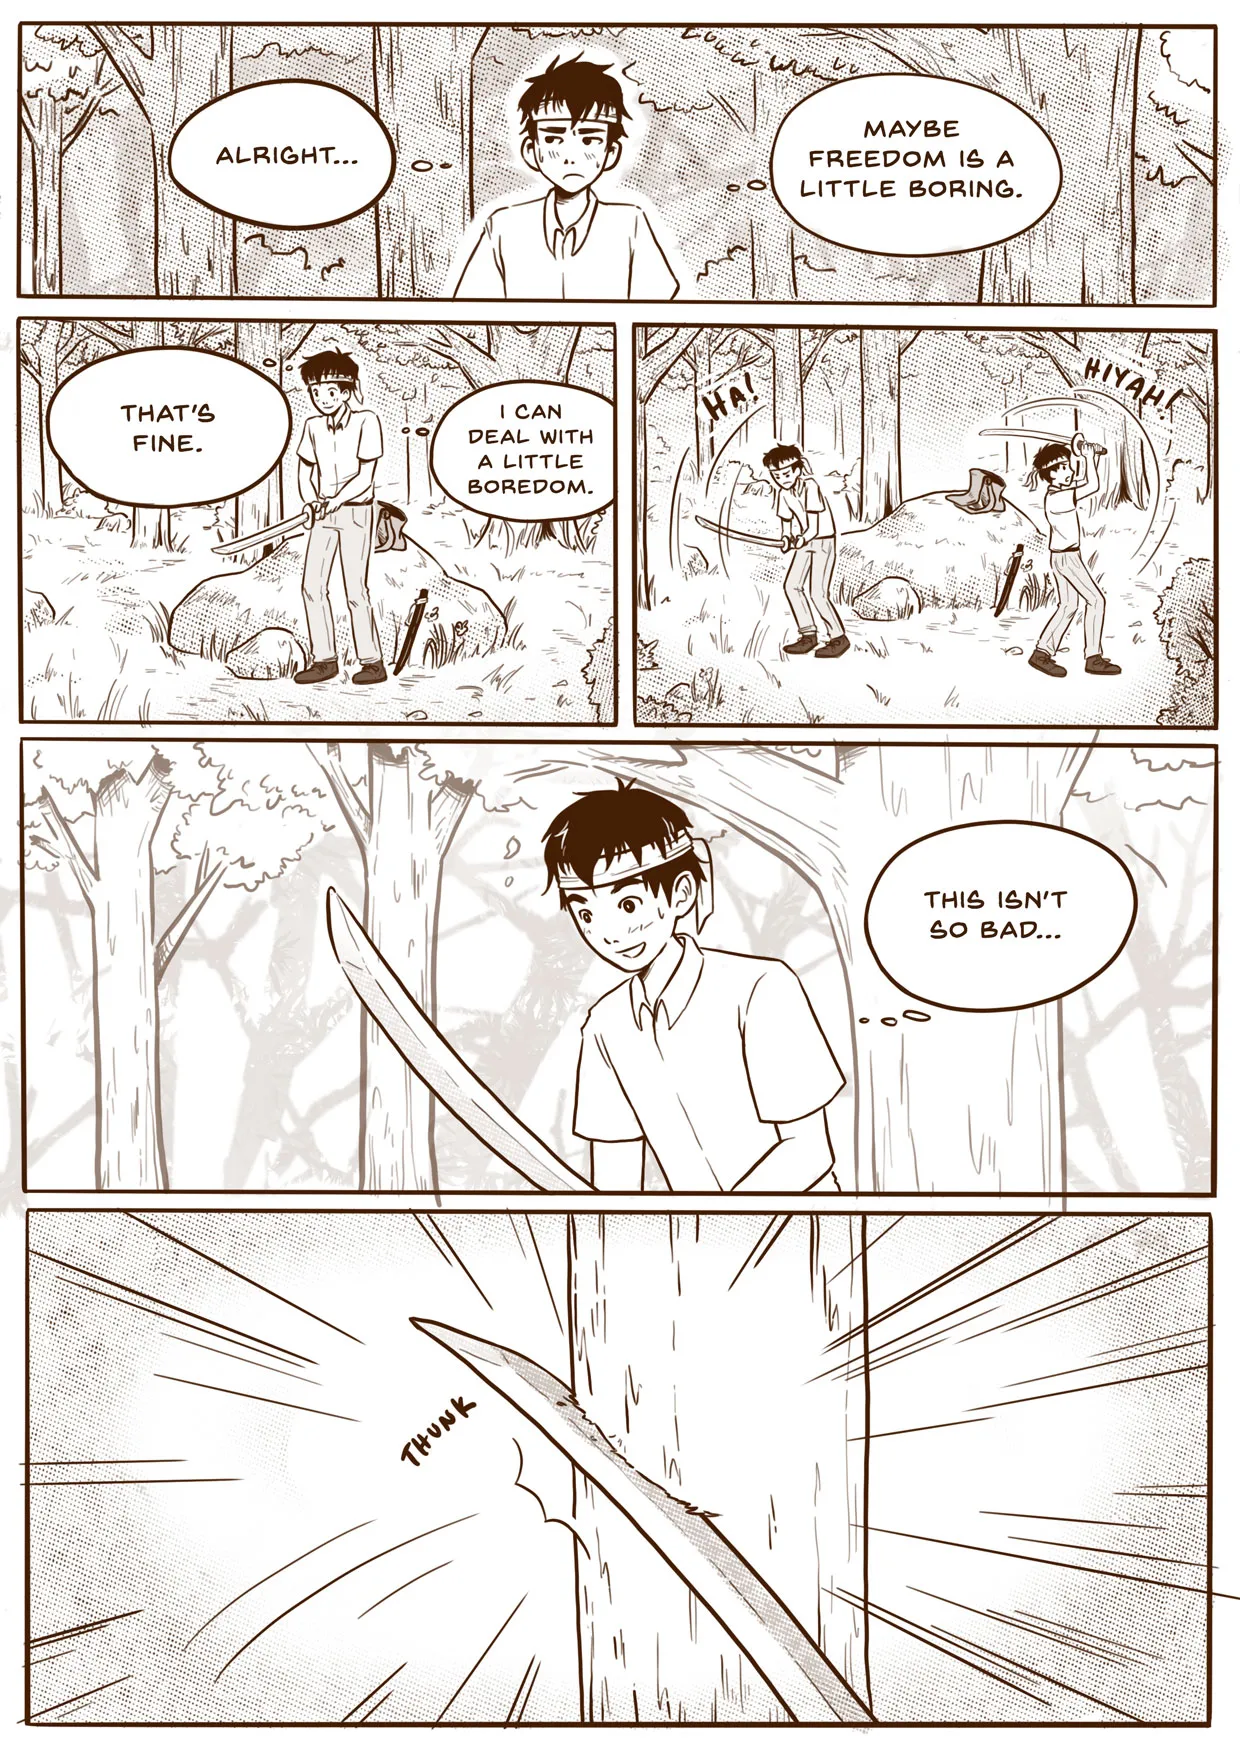 ALRIGHT...
MAYBE
FREEDOM IS A
LITTLE BORING.
THAT'S
FINE.
I CAN
DEAL WITH
A LITTLE
BOREDOM.
HA!
HIYAH!
THIS ISN'T
SO BAD...
THUNK